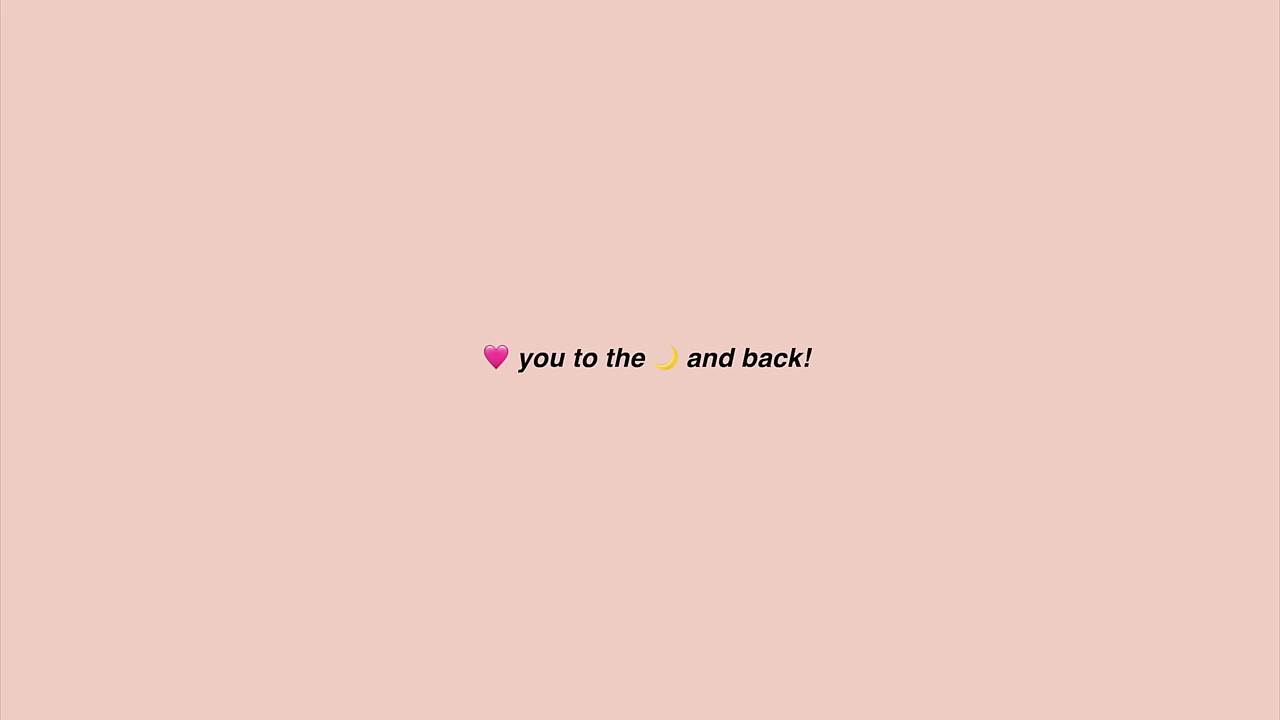 🩷 you to the 🌙 and back!